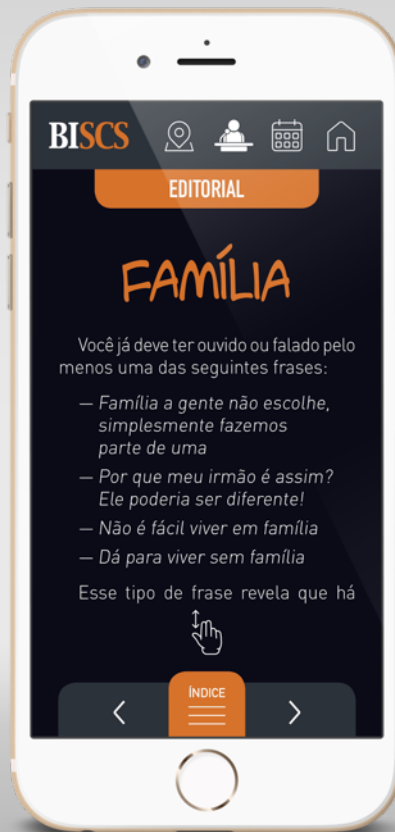 BISCS
EDITORIAL
FAMÍLIA
Você já deve ter ouvido ou falado pelo
menos uma das seguintes frases:
— Família a gente não escolhe,
simplesmente fazemos
parte de uma
— Por que meu irmão é assim?
Ele poderia ser diferente!
— Não é fácil viver em família
— Dá para viver sem família
Esse tipo de frase revela que há
ÍNDICE